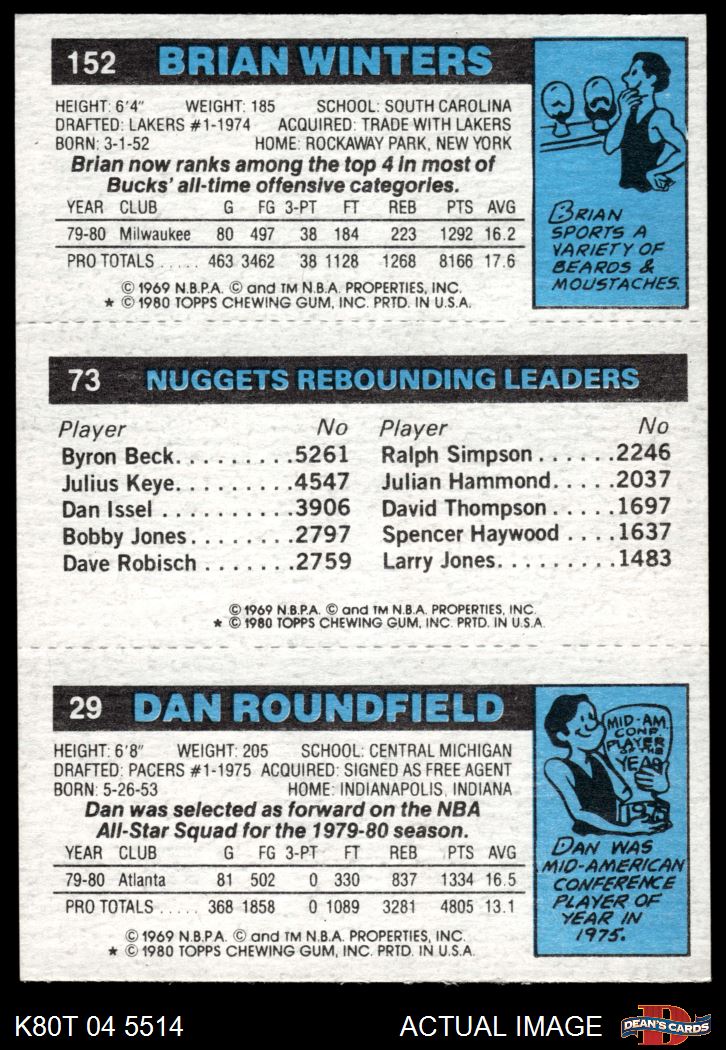 152 BRIAN WINTERS
HEIGHT: 6'4" WEIGHT: 185 SCHOOL: SOUTH CAROLINA
DRAFTED: LAKERS #1-1974 ACQUIRED: TRADE WITH LAKERS
BORN: 3-1-52 HOME: ROCKAWAY PARK, NEW YORK
Brian now ranks among the top 4 in most of
Bucks' all-time offensive categories.
YEAR CLUB G FG 3-PT FT REB PTS AVG
79-80 Milwaukee 80 497 38 184 223 1292 16.2
PRO TOTALS ..... 463 3462 38 1128 1268 8166 17.6
© 1969 N.B.P.A. © and TM N.B.A. PROPERTIES, INC.
★ © 1980 TOPPS CHEWING GUM, INC. PRTD. IN U.S.A.
BRIAN
SPORTS A
VARIETY OF
BEARDS &
MOUSTACHES.
73 NUGGETS REBOUNDING LEADERS
Player No Player No
Byron Beck.........5261 Ralph Simpson......2246
Julius Keye.........4547 Julian Hammond.....2037
Dan Issel..........3906 David Thompson.....1697
Bobby Jones........2797 Spencer Haywood....1637
Dave Robisch.......2759 Larry Jones.........1483
© 1969 N.B.P.A. © and TM N.B.A. PROPERTIES, INC.
★ © 1980 TOPPS CHEWING GUM, INC. PRTD. IN U.S.A.
29 DAN ROUNDFIELD
HEIGHT: 6'8" WEIGHT: 205 SCHOOL: CENTRAL MICHIGAN
DRAFTED: PACERS #1-1975 ACQUIRED: SIGNED AS FREE AGENT
BORN: 5-26-53 HOME: INDIANAPOLIS, INDIANA
Dan was selected as forward on the NBA
All-Star Squad for the 1979-80 season.
YEAR CLUB G FG 3-PT FT REB PTS AVG
79-80 Atlanta 81 502 0 330 837 1334 16.5
PRO TOTALS ..... 368 1858 0 1089 3281 4805 13.1
© 1969 N.B.P.A. © and TM N.B.A. PROPERTIES, INC.
★ © 1980 TOPPS CHEWING GUM, INC. PRTD. IN U.S.A.
MID-AM
CONF.
PLAYER
OF THE
YEAR
1975
DAN WAS
MID-AMERICAN
CONFERENCE
PLAYER OF
YEAR IN
1975.
K80T 04 5514 ACTUAL IMAGE
D
DEAN'S CARDS